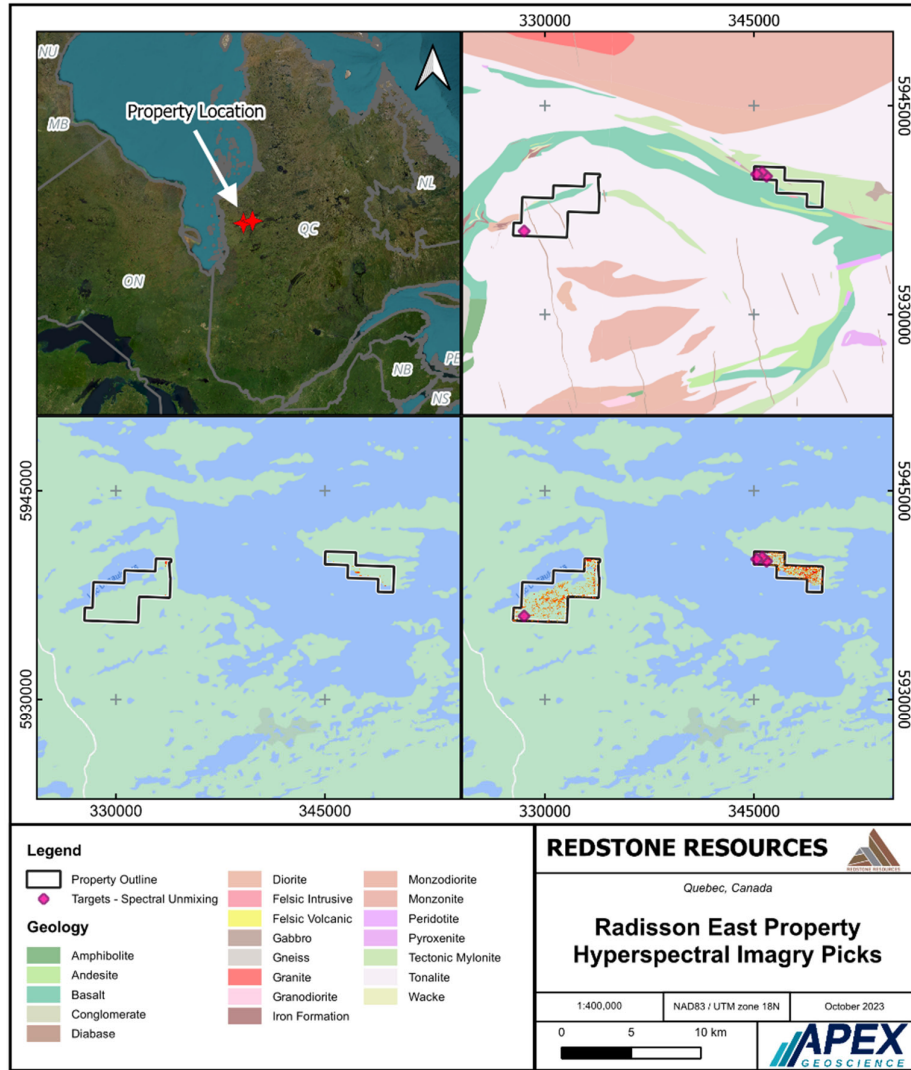 330000 345000
NU
MB
Property Location
NL
QC
ON
NB
PE
NS
5945000
5930000
5945000
5930000
5945000
5930000
330000 345000
330000 345000
Legend
Property Outline
Targets - Spectral Unmixing
Geology
Amphibolite
Andesite
Basalt
Conglomerate
Diabase
Diorite
Felsic Intrusive
Felsic Volcanic
Gabbro
Gneiss
Granite
Granodiorite
Iron Formation
Monzodiorite
Monzonite
Peridotite
Pyroxenite
Tectonic Mylonite
Tonalite
Wacke
REDSTONE RESOURCES
REDSTONE RESOURCES
Quebec, Canada
Radisson East Property
Hyperspectral Imagry Picks
1:400,000 NAD83 / UTM zone 18N October 2023
0 5 10 km
APEX
GEOSCIENCE